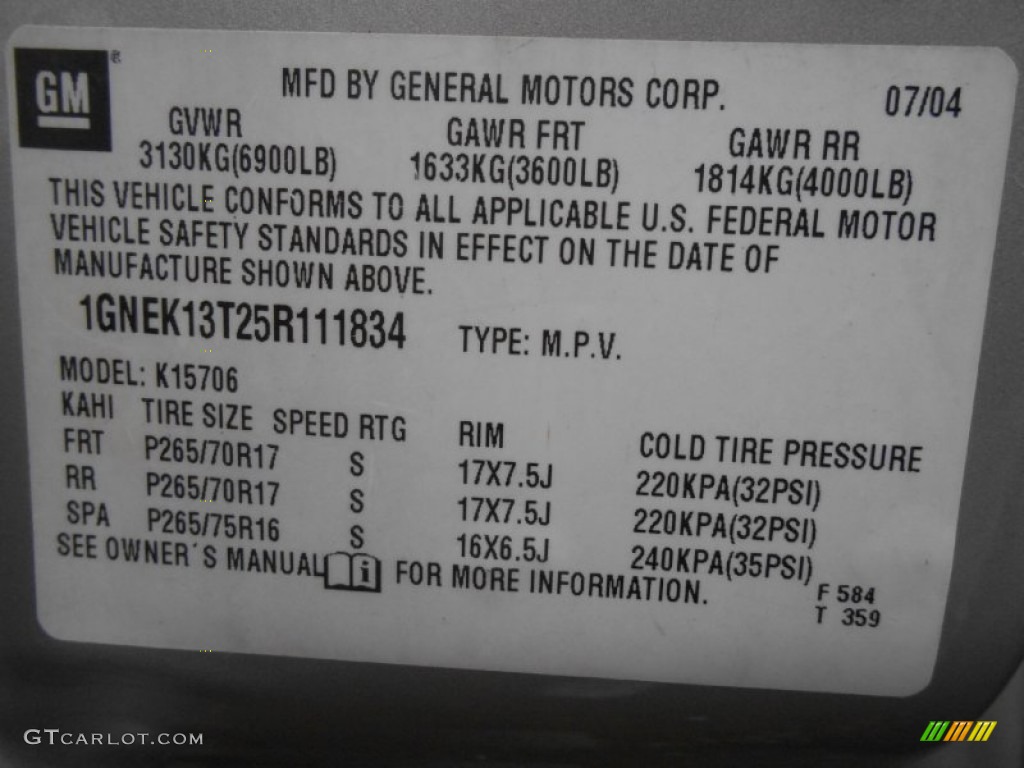 GM®
MFD BY GENERAL MOTORS CORP. 07/04
GVWR GAWR FRT GAWR RR
3130KG(6900LB) 1633KG(3600LB) 1814KG(4000LB)
THIS VEHICLE CONFORMS TO ALL APPLICABLE U.S. FEDERAL MOTOR
VEHICLE SAFETY STANDARDS IN EFFECT ON THE DATE OF
MANUFACTURE SHOWN ABOVE.
1GNEK13T25R111834 TYPE: M.P.V.
MODEL: K15706
KAHI TIRE SIZE SPEED RTG RIM COLD TIRE PRESSURE
FRT P265/70R17 S 17X7.5J 220KPA(32PSI)
RR P265/70R17 S 17X7.5J 220KPA(32PSI)
SPA P265/75R16 S 16X6.5J 240KPA(35PSI)
SEE OWNER´S MANUAL i FOR MORE INFORMATION.
F 584
T 359
GTCARLOT.COM